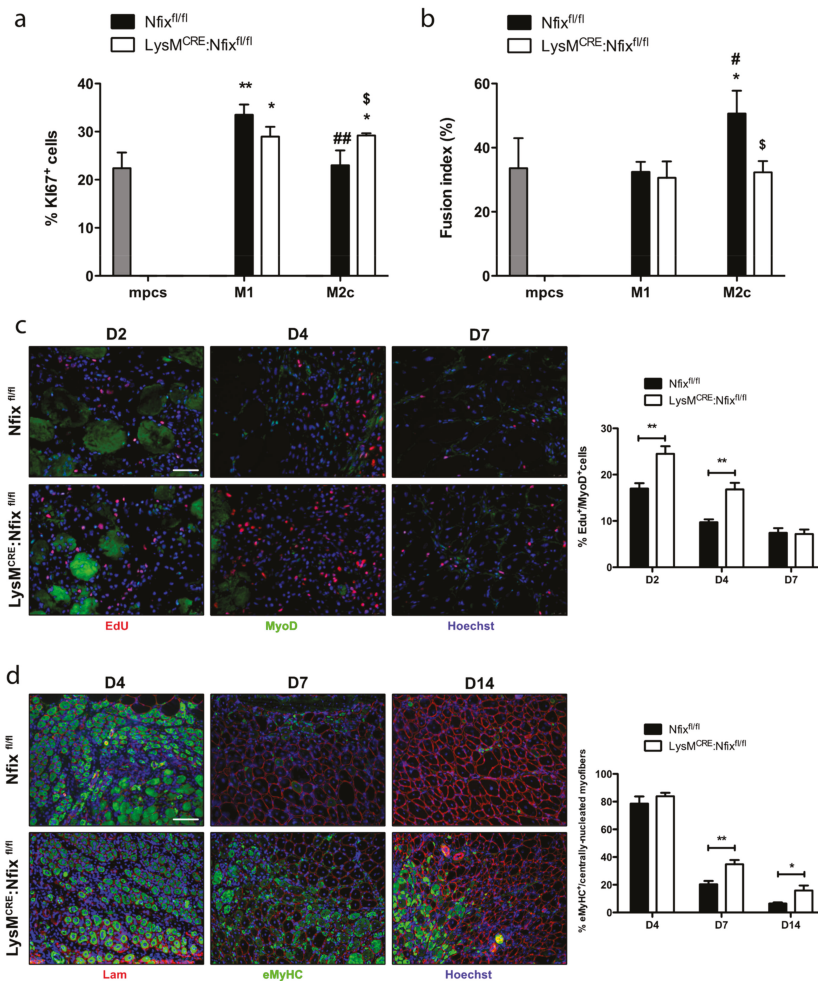 a
Nfix fl/fl
LysM CRE:Nfix fl/fl
% KI67+ cells
40
30
20
10
0
**
*
##
$
*
mpcs M1 M2c
b
Nfix fl/fl
LysM CRE:Nfix fl/fl
Fusion index (%)
60
40
20
0
#
*
$
mpcs M1 M2c
c
D2 D4 D7
Nfix fl/fl
LysM CRE:Nfix fl/fl
EdU MyoD Hoechst
Nfix fl/fl
LysM CRE:Nfix fl/fl
% Edu+/MyoD+cells
30
20
10
0
**
**
D2 D4 D7
d
D4 D7 D14
Nfix fl/fl
LysM CRE:Nfix fl/fl
Lam eMyHC Hoechst
Nfix fl/fl
LysM CRE:Nfix fl/fl
% eMyHC+/centrally-nucleated myofibers
100
80
60
40
20
0
**
*
D4 D7 D14